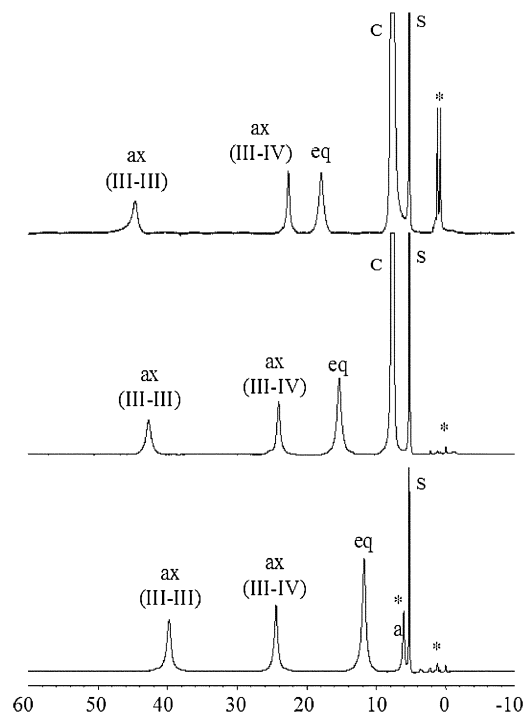 C
S
*
ax
(III-III)
ax
(III-IV)
eq
C
S
ax
(III-III)
ax
(III-IV)
eq
*
S
ax
(III-III)
ax
(III-IV)
eq
*
a
*
60 50 40 30 20 10 0 -10